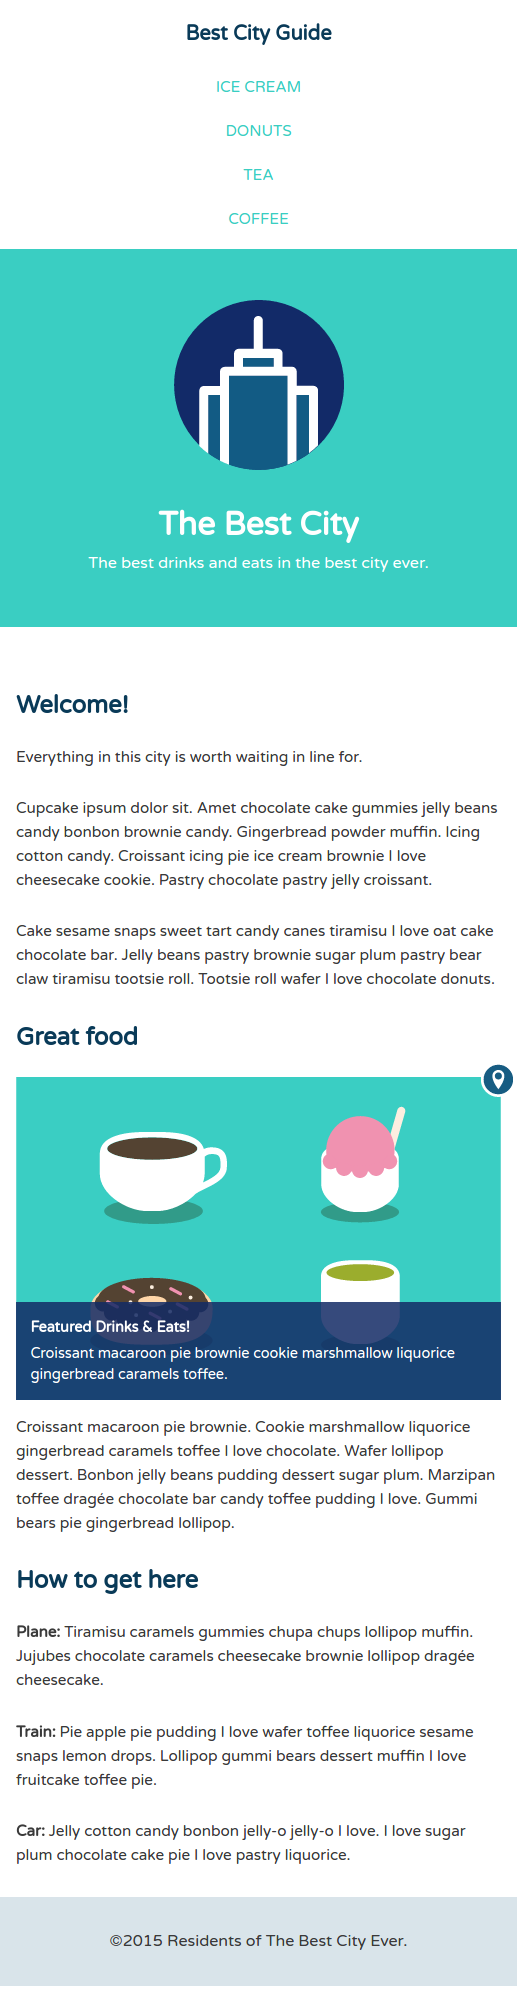 Best City Guide
ICE CREAM
DONUTS
TEA
COFFEE
The Best City
The best drinks and eats in the best city ever.
Welcome!
Everything in this city is worth waiting in line for.
Cupcake ipsum dolor sit. Amet chocolate cake gummies jelly beans
candy bonbon brownie candy. Gingerbread powder muffin. Icing
cotton candy. Croissant icing pie ice cream brownie I love
cheesecake cookie. Pastry chocolate pastry jelly croissant.
Cake sesame snaps sweet tart candy canes tiramisu I love oat cake
chocolate bar. Jelly beans pastry brownie sugar plum pastry bear
claw tiramisu tootsie roll. Tootsie roll wafer I love chocolate donuts.
Great food
Featured Drinks & Eats!
Croissant macaroon pie brownie cookie marshmallow liquorice
gingerbread caramels toffee.
Croissant macaroon pie brownie. Cookie marshmallow liquorice
gingerbread caramels toffee I love chocolate. Wafer lollipop
dessert. Bonbon jelly beans pudding dessert sugar plum. Marzipan
toffee dragée chocolate bar candy toffee pudding I love. Gummi
bears pie gingerbread lollipop.
How to get here
Plane: Tiramisu caramels gummies chupa chups lollipop muffin.
Jujubes chocolate caramels cheesecake brownie lollipop dragée
cheesecake.
Train: Pie apple pie pudding I love wafer toffee liquorice sesame
snaps lemon drops. Lollipop gummi bears dessert muffin I love
fruitcake toffee pie.
Car: Jelly cotton candy bonbon jelly-o jelly-o I love. I love sugar
plum chocolate cake pie I love pastry liquorice.
©2015 Residents of The Best City Ever.